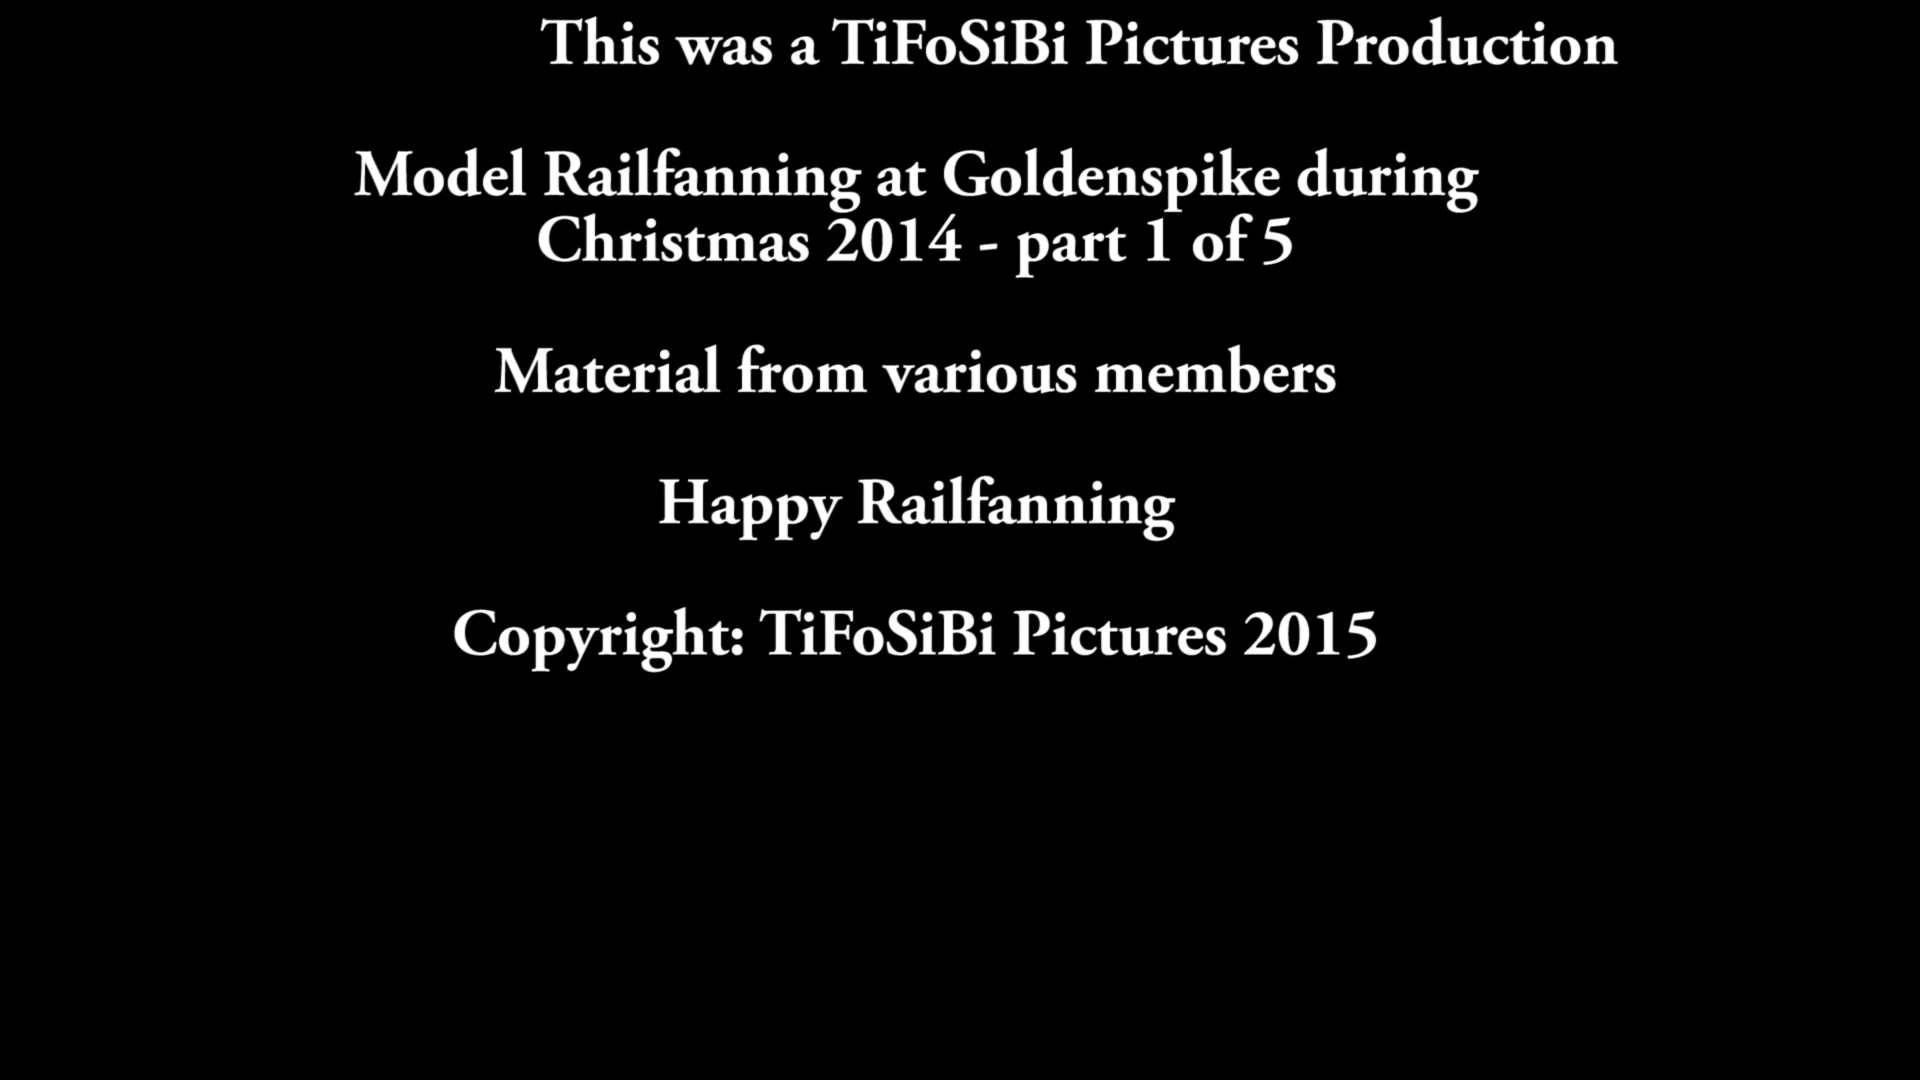 This was a TiFoSiBi Pictures Production
Model Railfanning at Goldenspike during
Christmas 2014 - part 1 of 5
Material from various members
Happy Railfanning
Copyright: TiFoSiBi Pictures 2015